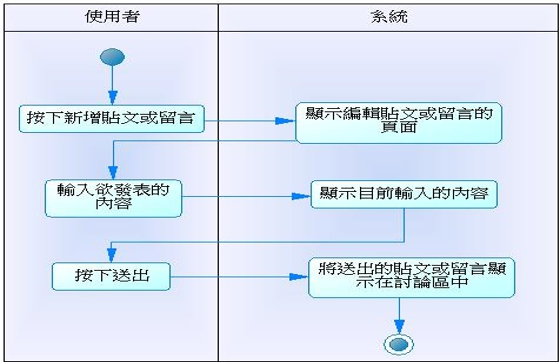 使用者
系統
按下新增貼文或留言
顯示編輯貼文或留言的
頁面
輸入欲發表的
內容
顯示目前輸入的內容
按下送出
將送出的貼文或留言顯
示在討論區中